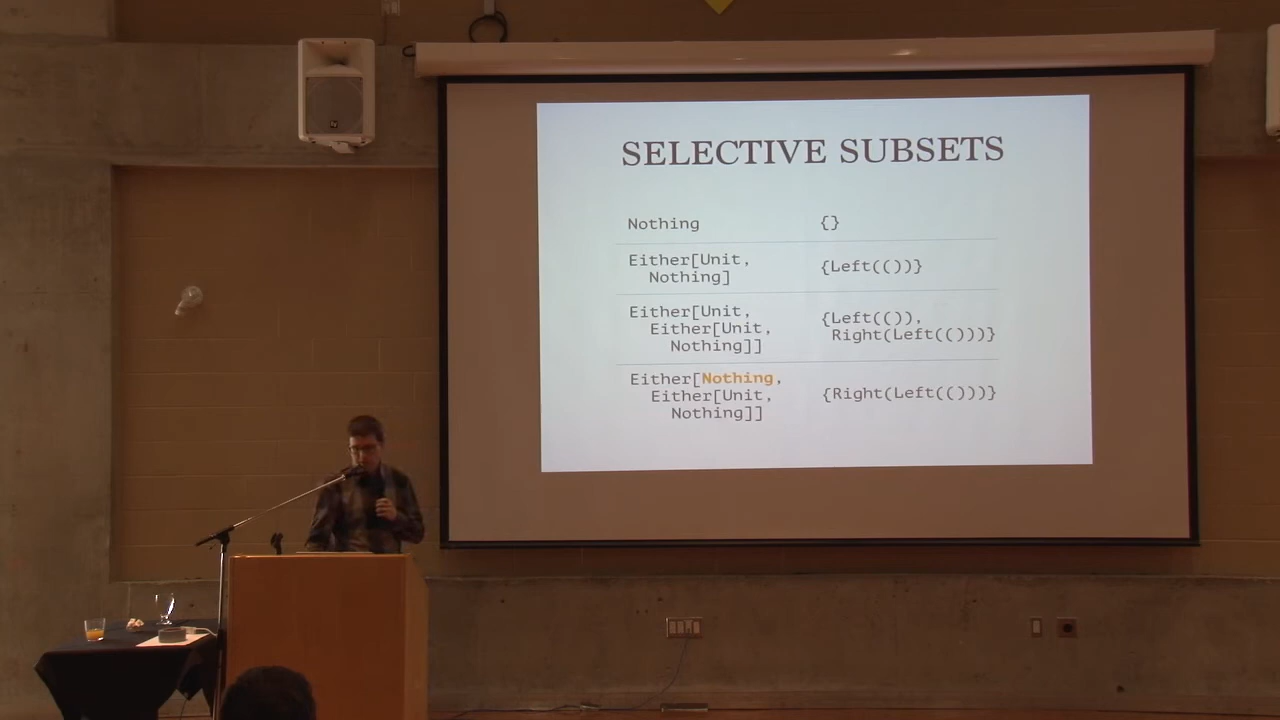 SELECTIVE SUBSETS
Nothing {}
Either[Unit,
Nothing] {Left(())}
Either[Unit,
Either[Unit,
Nothing]] {Left(()),
Right(Left(()))}
Either[Nothing,
Either[Unit,
Nothing]] {Right(Left(()))}